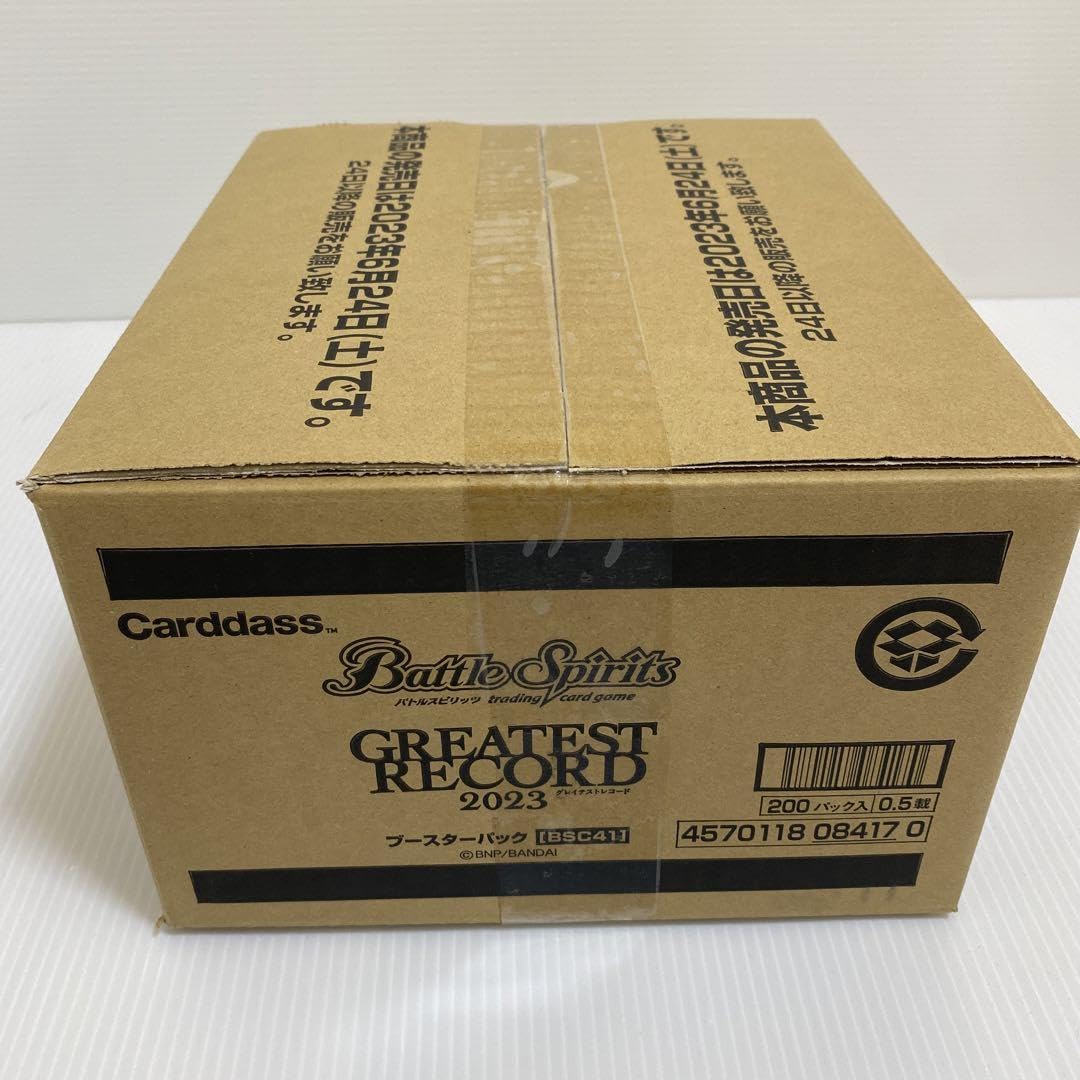 本商品の発売日は2023年6月24日(土)です。
24日以降の販売をお願い致します。
本商品の発売日は2023年6月24日(土)です。
24日以降の販売をお願い致します。
Carddass™
Battle Spirits
バトルスピリッツ trading card game
GREATEST
RECORD
2023 グレイテストレコード
ブースターパック [BSC41]
©BNP/BANDAI
200 パック入 0.5載
4570118 08417 0